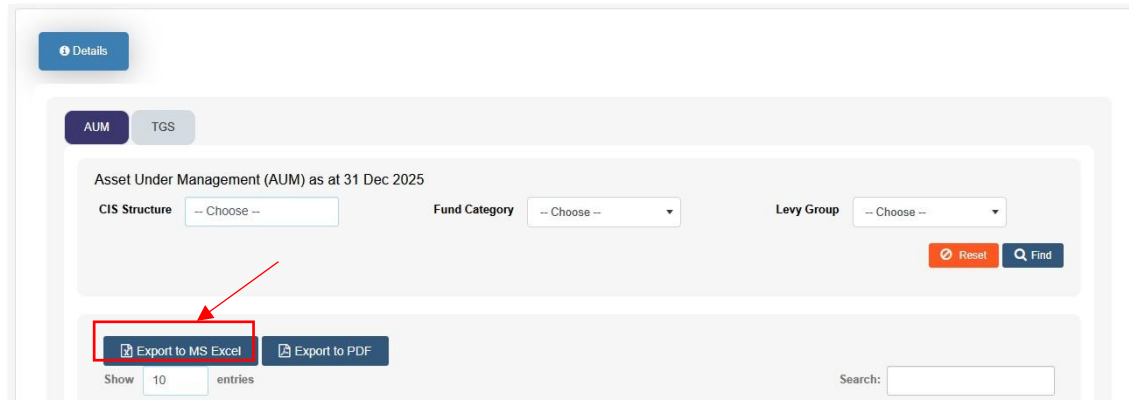 Details
AUM TGS
Asset Under Management (AUM) as at 31 Dec 2025
CIS Structure -- Choose -- Fund Category -- Choose -- Levy Group -- Choose --
Reset Find
Export to MS Excel Export to PDF
Show 10 entries Search: